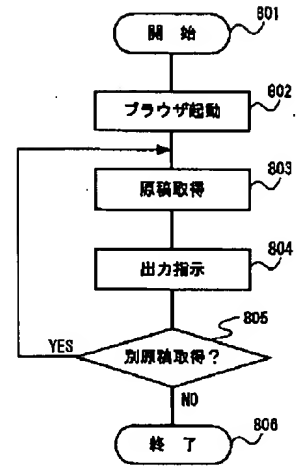 開 始
801
ブラウザ起動
802
原稿取得
803
出力指示
804
別原稿取得？
805
YES
NO
終 了
806